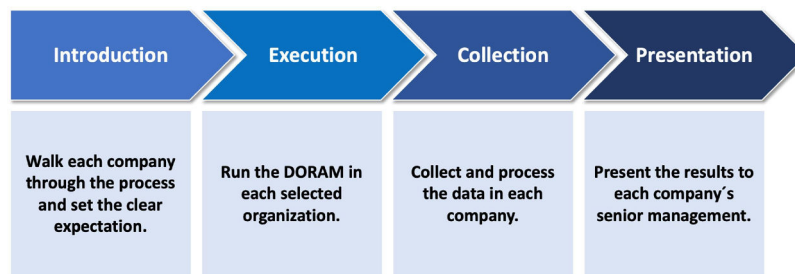 Introduction
Execution
Collection
Presentation
Walk each company
through the process
and set the clear
expectation.
Run the DORAM in
each selected
organization.
Collect and process
the data in each
company.
Present the results to
each company´s
senior management.